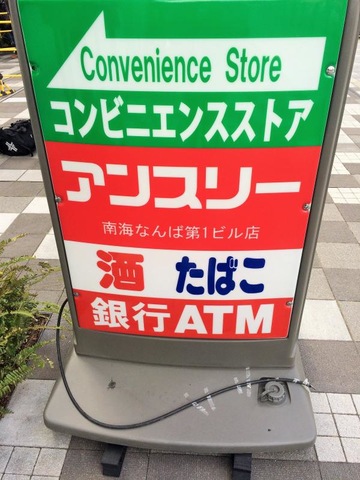 Convenience Store
コンビニエンスストア
アンスリー
南海なんば第1ビル店
酒 たばこ
銀行ATM